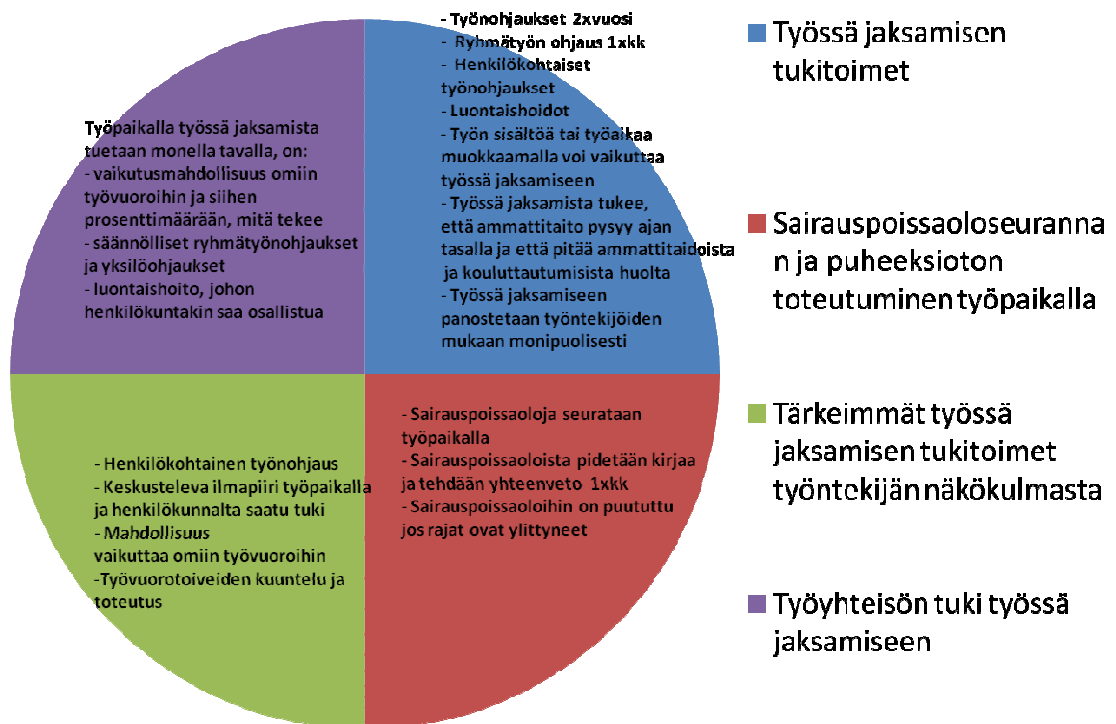 - Työnohjaukset 2xvuosi
- Ryhmätyön ohjaus 1xkk
- Henkilökohtaiset
työnohjaukset
- Luontaishoidot
- Työn sisältöä tai työaikaa
muokkaamalla voi vaikuttaa
työssä jaksamiseen
- Työssä jaksamista tukee,
että ammattitaito pysyy ajan
tasalla ja että pitää ammattitaidoista
ja kouluttautumisista huolta
- Työssä jaksamiseen
panostetaan työntekijöiden
mukaan monipuolisesti
Työpaikalla työssä jaksamista
tuetaan monella tavalla, on:
- vaikutusmahdollisuus omiin
työvuoroihin ja siihen
prosenttimäärään, mitä tekee
- säännölliset ryhmätyönohjaukset
ja yksilöohjaukset
- luontaishoito, johon
henkilökuntakin saa osallistua
- Sairauspoissaoloja seurataan
työpaikalla
- Sairauspoissaoloista pidetään kirjaa
ja tehdään yhteenveto 1xkk
- Sairauspoissaoloihin on puututtu
jos rajat ovat ylittyneet
- Henkilökohtainen työnohjaus
- Keskusteleva ilmapiiri työpaikalla
ja henkilökunnalta saatu tuki
- Mahdollisuus
vaikuttaa omiin työvuoroihin
-Työvuorotoiveiden kuuntelu ja
toteutus
Työssä jaksamisen
tukitoimet
Sairauspoissaoloseuranna
n ja puheeksioton
toteutuminen työpaikalla
Tärkeimmät työssä
jaksamisen tukitoimet
työntekijän näkökulmasta
Työyhteisön tuki työssä
jaksamiseen